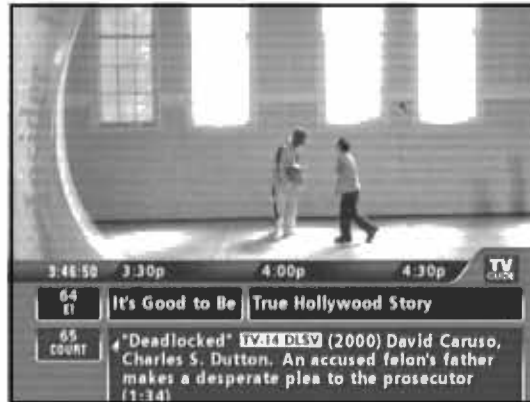 3:46:50 3:30p 4:00p 4:30p TV GUIDE
64 E! It's Good to Be True Hollywood Story
65 COURT "Deadlocked" TV-14 DLSV (2000) David Caruso,
Charles S. Dutton. An accused felon's father
makes a desperate plea to the prosecutor
(1:34)